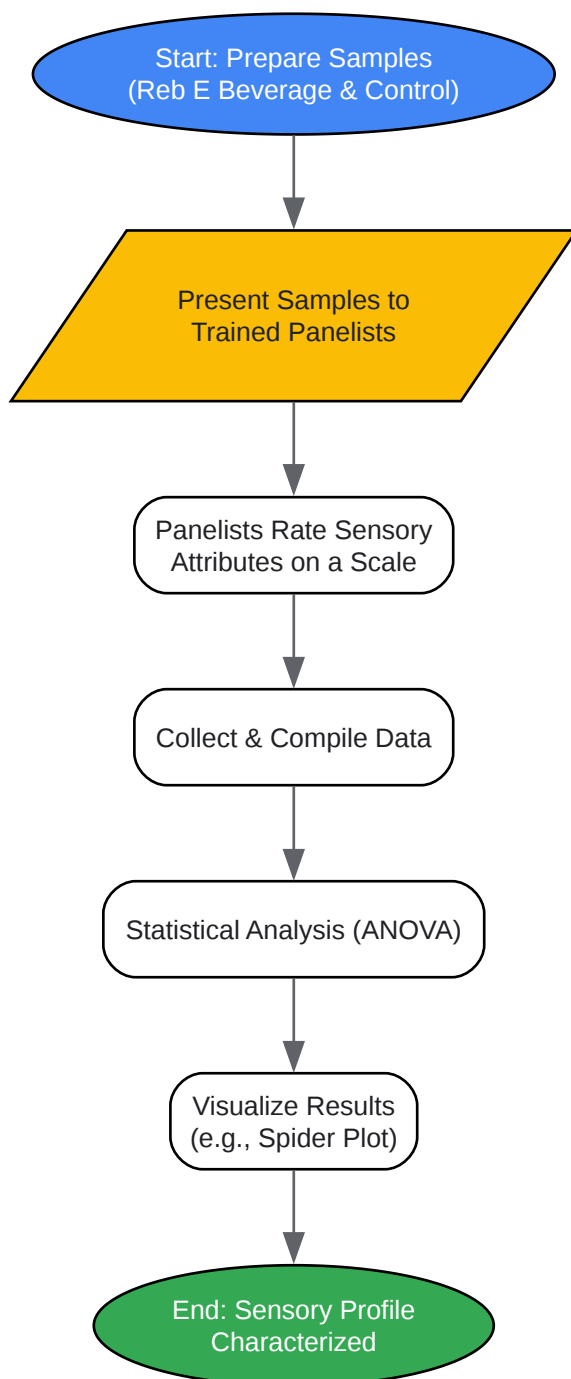 Start: Prepare Samples
(Reb E Beverage & Control)
Present Samples to
Trained Panelists
Panelists Rate Sensory
Attributes on a Scale
Collect & Compile Data
Statistical Analysis (ANOVA)
Visualize Results
(e.g., Spider Plot)
End: Sensory Profile
Characterized